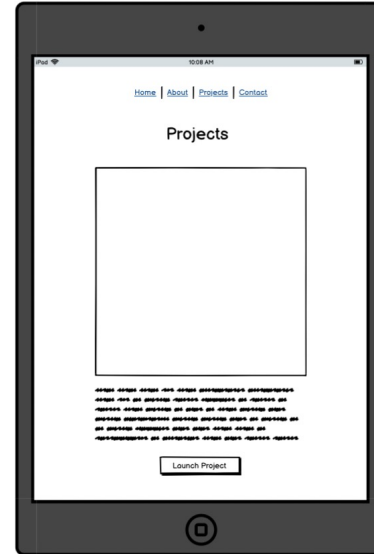 iPad
10:08 AM
Home | About | Projects | Contact
Projects
Launch Project